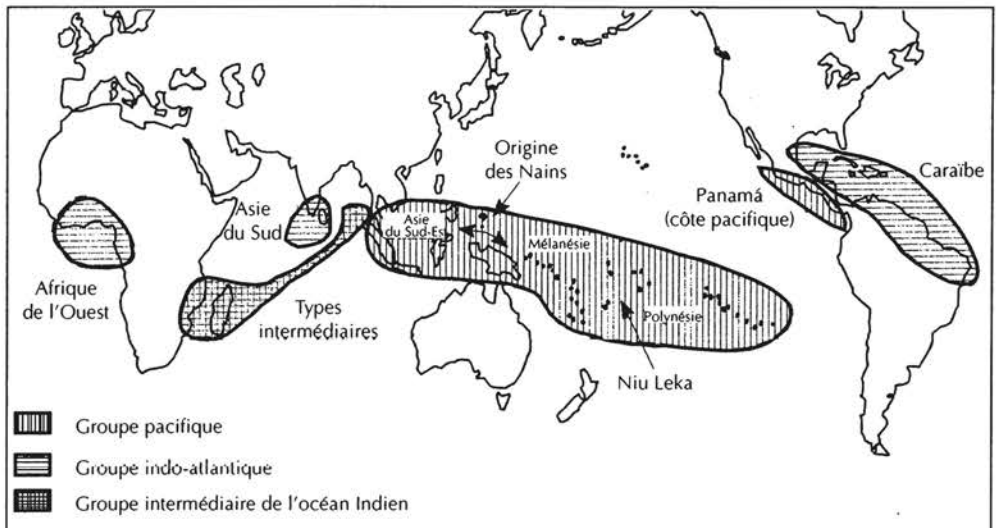 Origine
des Nains
Caraïbe
Panamá
(côte pacifique)
Asie
du Sud
Asie
du Sud-Es
Mélanésie
Afrique
de l'Ouest
Types
intermédiaires
Polynésie
Niu Leka
Groupe pacifique
Groupe indo-atlantique
Groupe intermédiaire de l'océan Indien